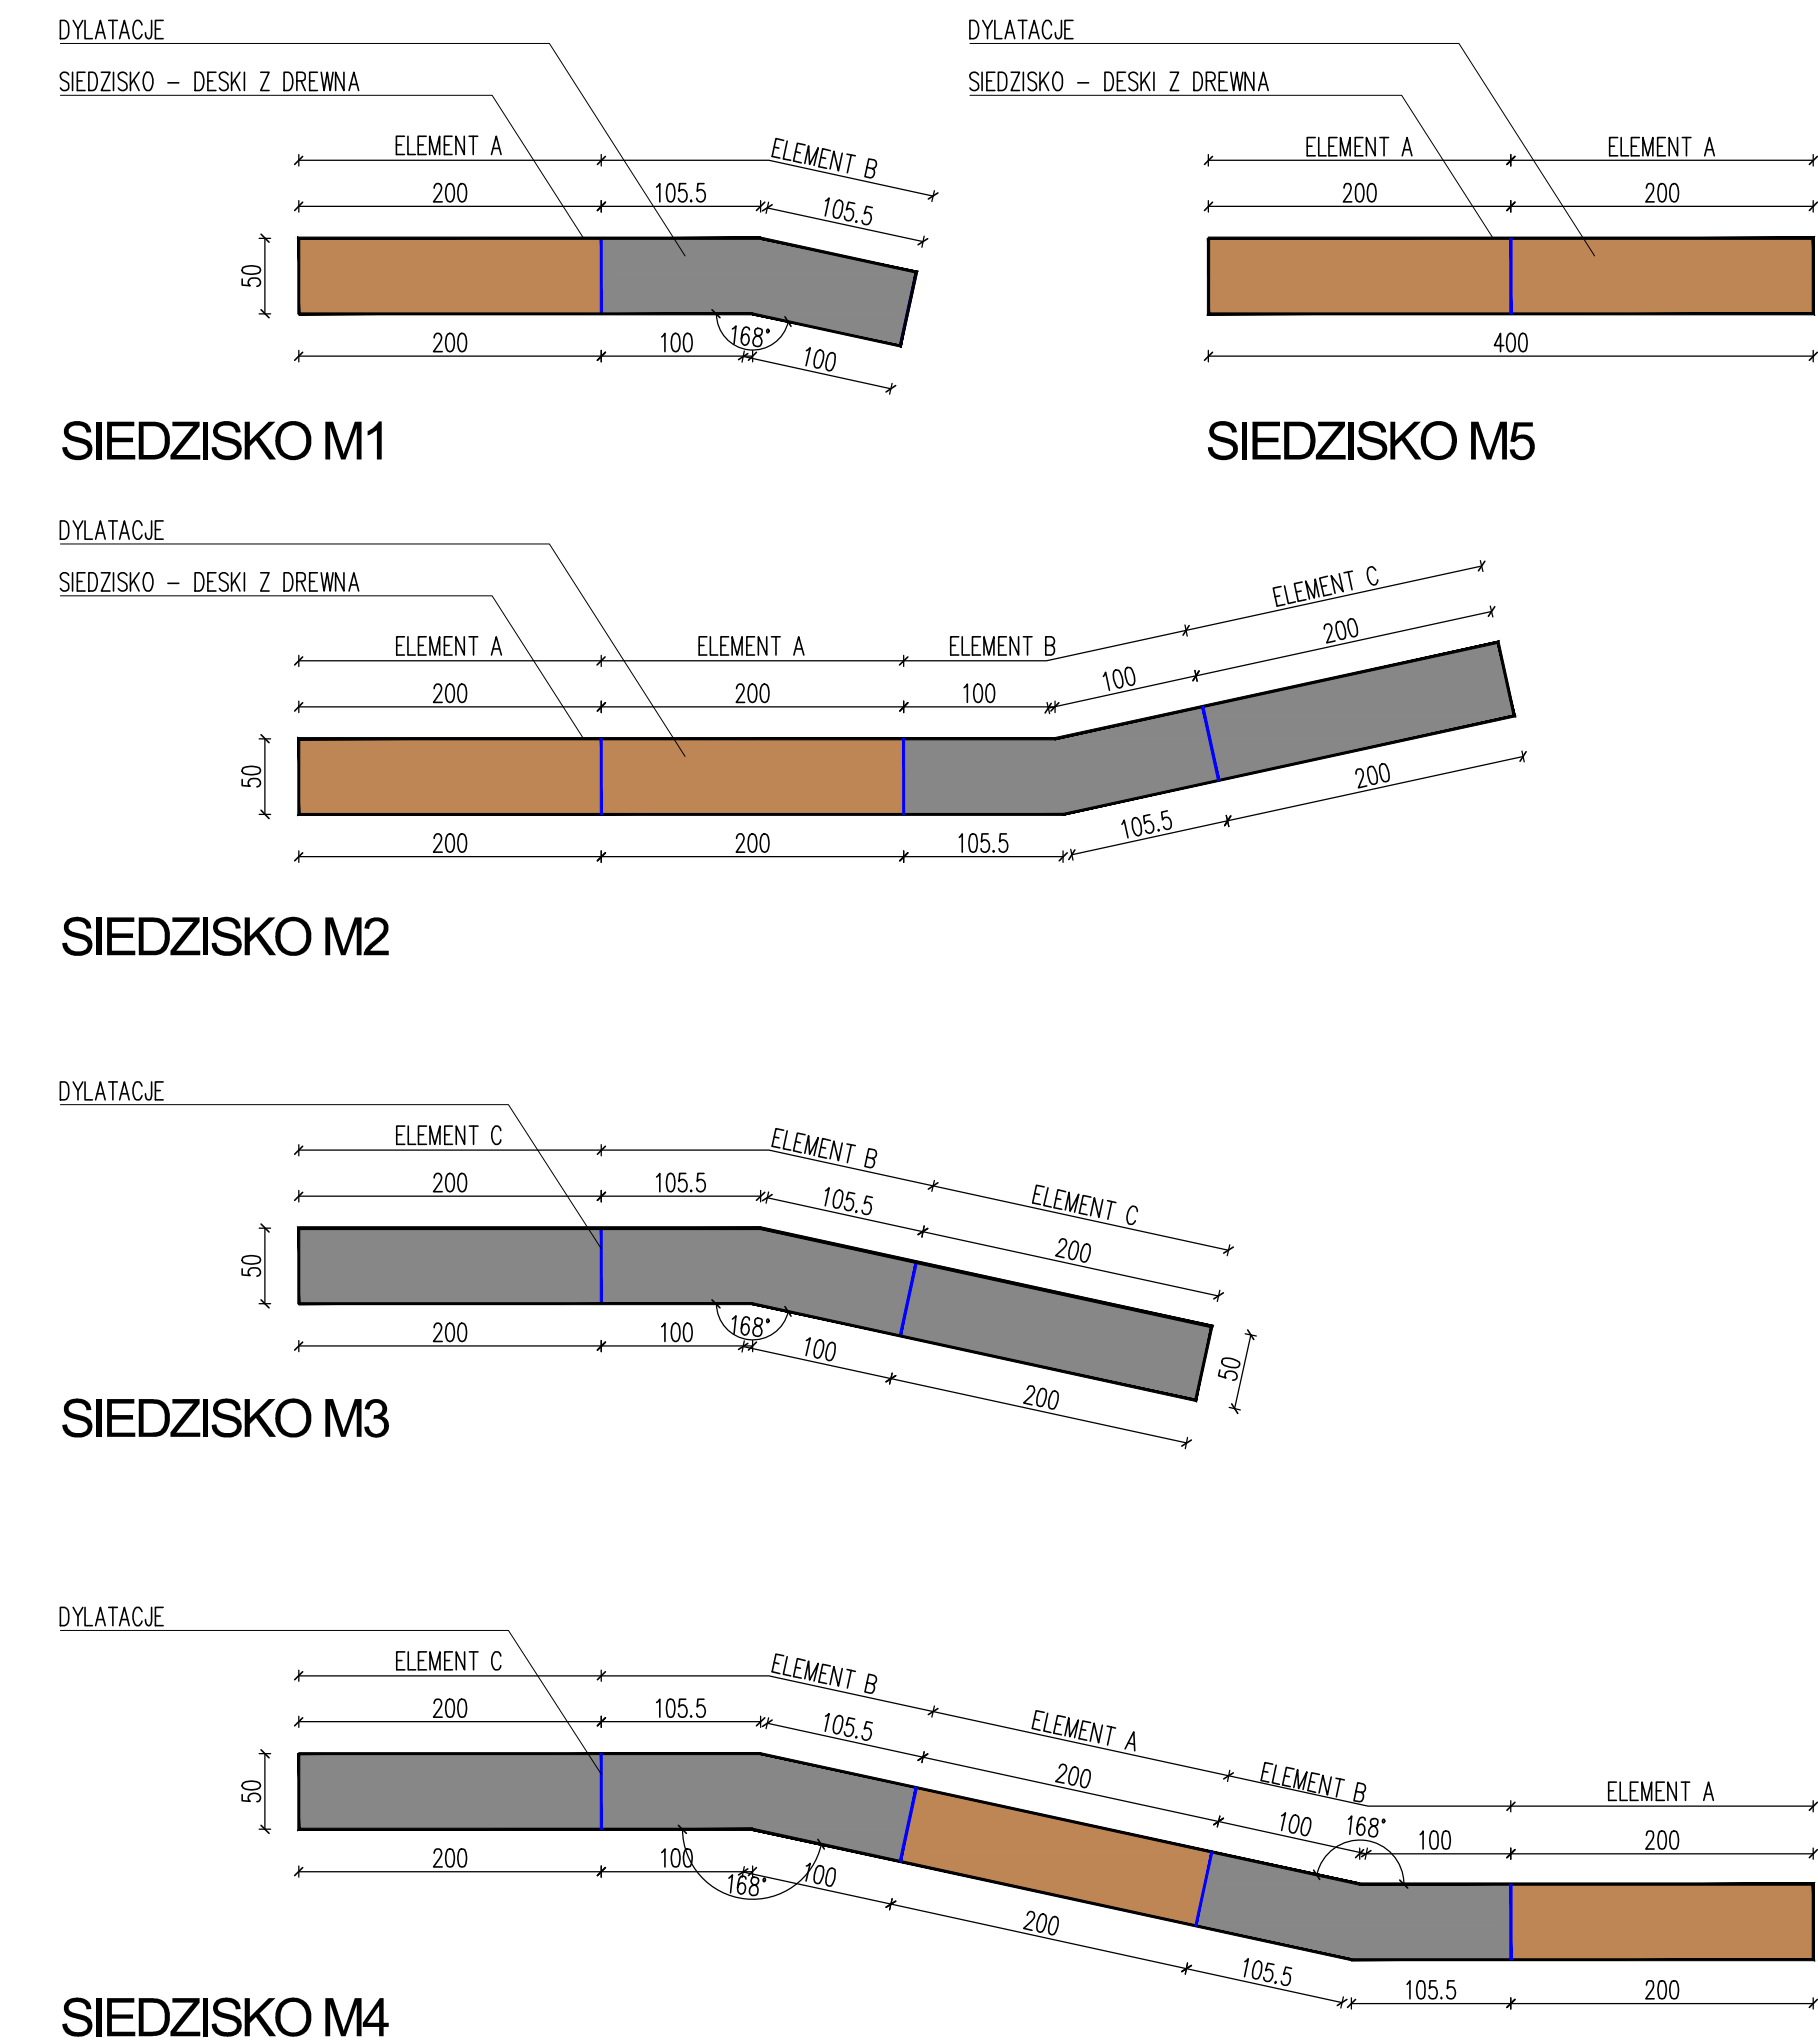 DYLATACJE
SIEDZISKO – DESKI Z DREWNA
ELEMENT A
ELEMENT B
200
105.5
105.5
50
168°
200
100
100
SIEDZISKO M1
DYLATACJE
SIEDZISKO – DESKI Z DREWNA
ELEMENT A
ELEMENT A
200
200
400
SIEDZISKO M5
DYLATACJE
SIEDZISKO – DESKI Z DREWNA
ELEMENT A
ELEMENT A
ELEMENT B
ELEMENT C
200
200
100
100
200
50
200
200
105.5
105.5
200
SIEDZISKO M2
DYLATACJE
ELEMENT C
ELEMENT B
ELEMENT C
200
105.5
105.5
200
50
168°
50
200
100
100
200
SIEDZISKO M3
DYLATACJE
ELEMENT C
ELEMENT B
ELEMENT A
ELEMENT B
ELEMENT A
200
105.5
105.5
200
100
168°
100
200
50
200
100
168°
100
200
105.5
105.5
200
SIEDZISKO M4